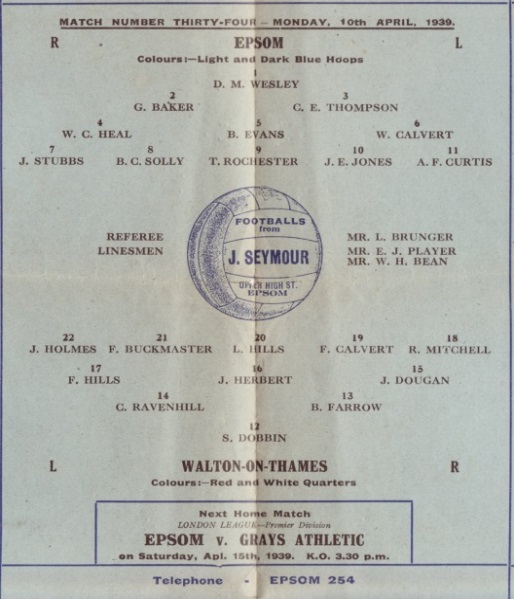 MATCH NUMBER THIRTY-FOUR – MONDAY, 10th APRIL, 1939.
R EPSOM L
Colours:—Light and Dark Blue Hoops
1
D. M. WESLEY
2 3
G. BAKER C. E. THOMPSON
4 5 6
W. C. HEAL B. EVANS W. CALVERT
7 8 9 10 11
J. STUBBS B. C. SOLLY T. ROCHESTER J. E. JONES A. F. CURTIS
FOOTBALLS
from
J. SEYMOUR
UPPER HIGH ST.
EPSOM
REFEREE MR. L. BRUNGER
LINESMEN MR. E. J. PLAYER
MR. W. H. BEAN
22 21 20 19 18
J. HOLMES F. BUCKMASTER L. HILLS F. CALVERT R. MITCHELL
17 16 15
F. HILLS J. HERBERT J. DOUGAN
14 13
C. RAVENHILL B. FARROW
12
S. DOBBIN
L WALTON-ON-THAMES R
Colours:—Red and White Quarters
Next Home Match
LONDON LEAGUE—Premier Division
EPSOM v. GRAYS ATHLETIC
on Saturday, Apl. 15th, 1939. K.O. 3.30 p.m.
Telephone - EPSOM 254